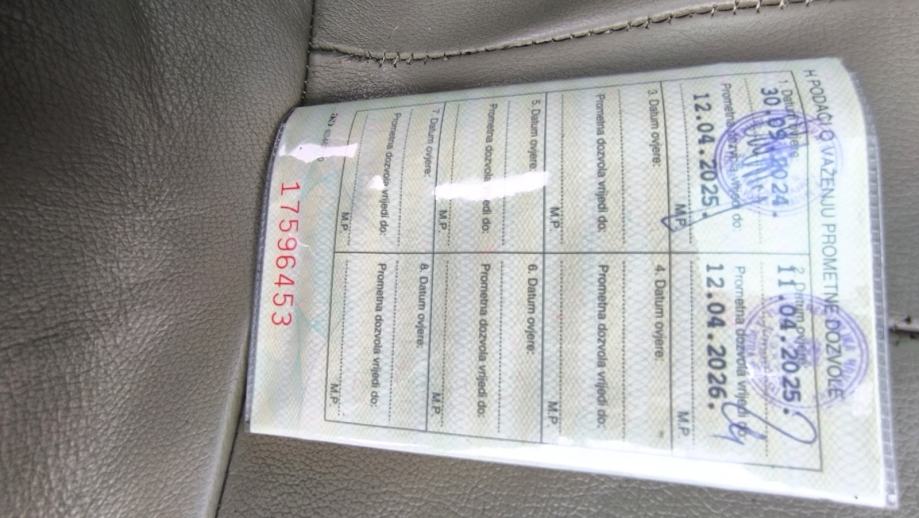 H PODACI O VAŽENJU PROMETNE DOZVOLE
1. Datum ovjere:
30.09.2024.
Prometna dozvola vrijedi do:
12.04.2025.
M.P.
2. Datum ovjere:
11.04.2025.
Prometna dozvola vrijedi do:
12.04.2026.
M.P.
3. Datum ovjere:
Prometna dozvola vrijedi do:
M.P.
4. Datum ovjere:
Prometna dozvola vrijedi do:
M.P.
5. Datum ovjere:
Prometna dozvola vrijedi do:
M.P.
6. Datum ovjere:
Prometna dozvola vrijedi do:
M.P.
7. Datum ovjere:
Prometna dozvola vrijedi do:
M.P.
8. Datum ovjere:
Prometna dozvola vrijedi do:
M.P.
17596453